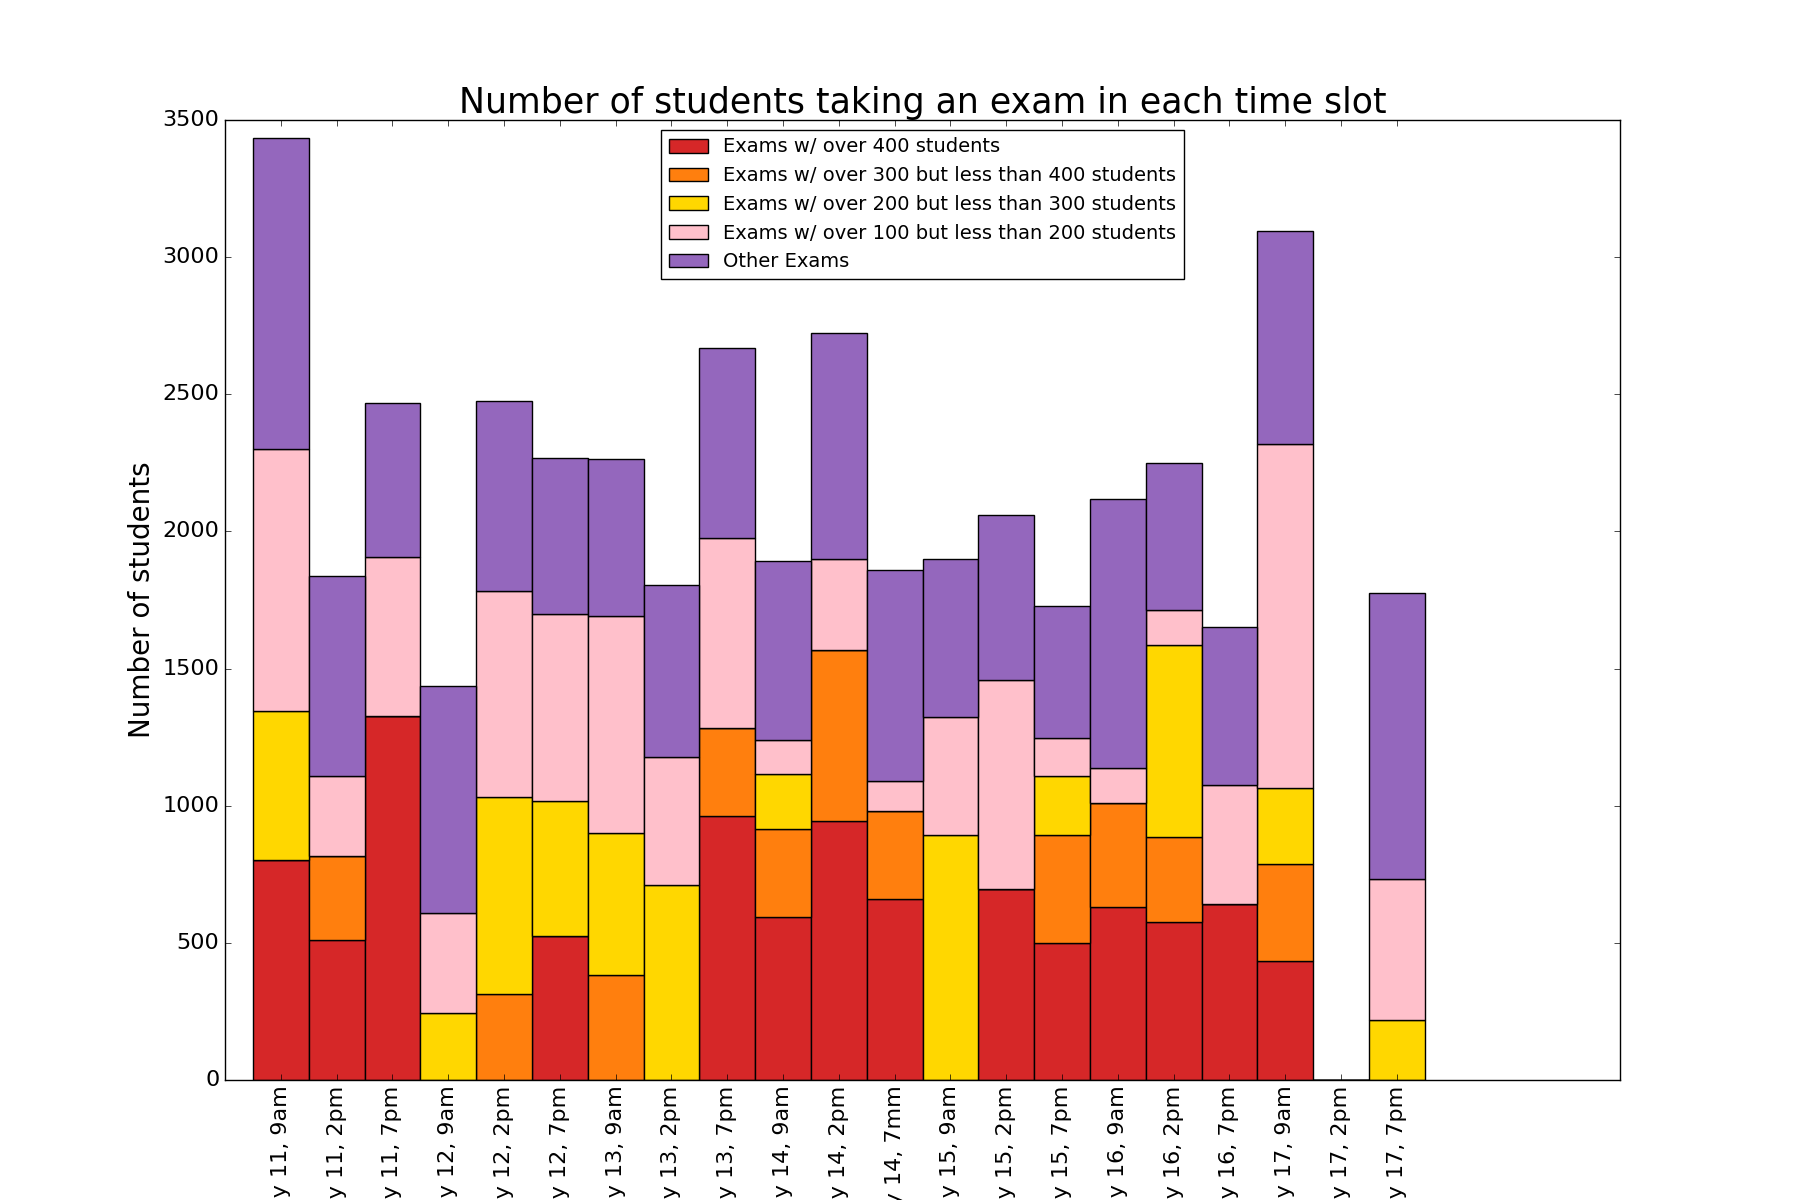 Number of students taking an exam in each time slot
Exams w/ over 400 students
Exams w/ over 300 but less than 400 students
Exams w/ over 200 but less than 300 students
Exams w/ over 100 but less than 200 students
Other Exams
Number of students
3500
3000
2500
2000
1500
1000
500
0
y 11, 9am
y 11, 2pm
y 11, 7pm
y 12, 9am
y 12, 2pm
y 12, 7pm
y 13, 9am
y 13, 2pm
y 13, 7pm
y 14, 9am
y 14, 2pm
y 14, 7mm
y 15, 9am
y 15, 2pm
y 15, 7pm
y 16, 9am
y 16, 2pm
y 16, 7pm
y 17, 9am
y 17, 2pm
y 17, 7pm